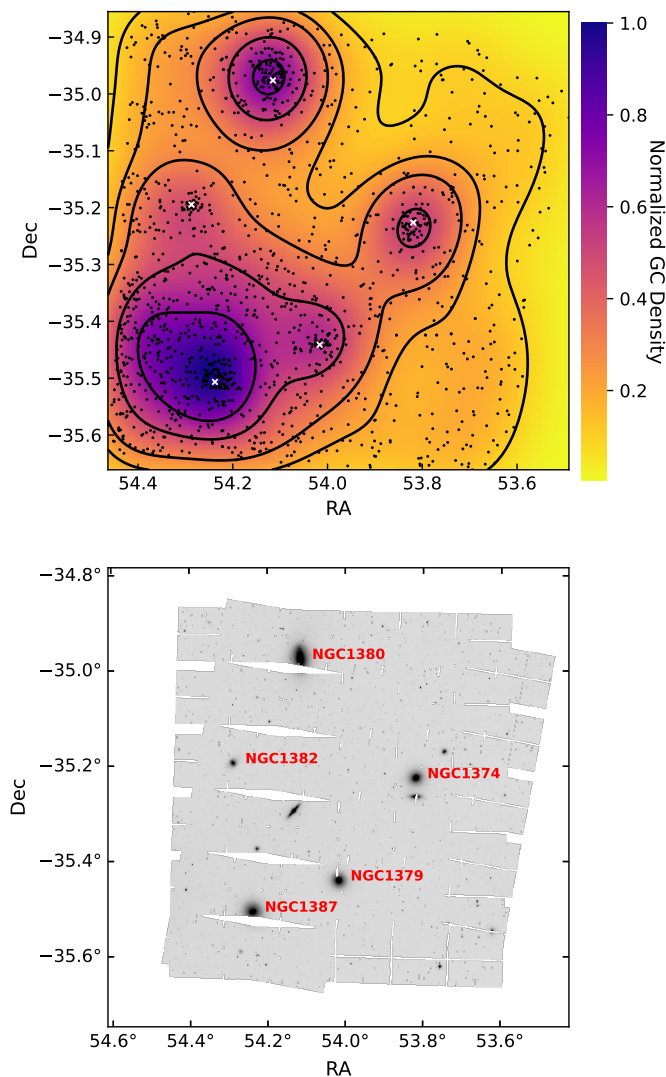 −34.9
−35.0
−35.1
−35.2
−35.3
−35.4
−35.5
−35.6
Dec
54.4 54.2 54.0 53.8 53.6
RA
1.0
0.8
0.6
0.4
0.2
Normalized GC Density
−34.8°
−35.0°
−35.2°
−35.4°
−35.6°
Dec
NGC1380
NGC1382
NGC1374
NGC1379
NGC1387
54.6° 54.4° 54.2° 54.0° 53.8° 53.6°
RA